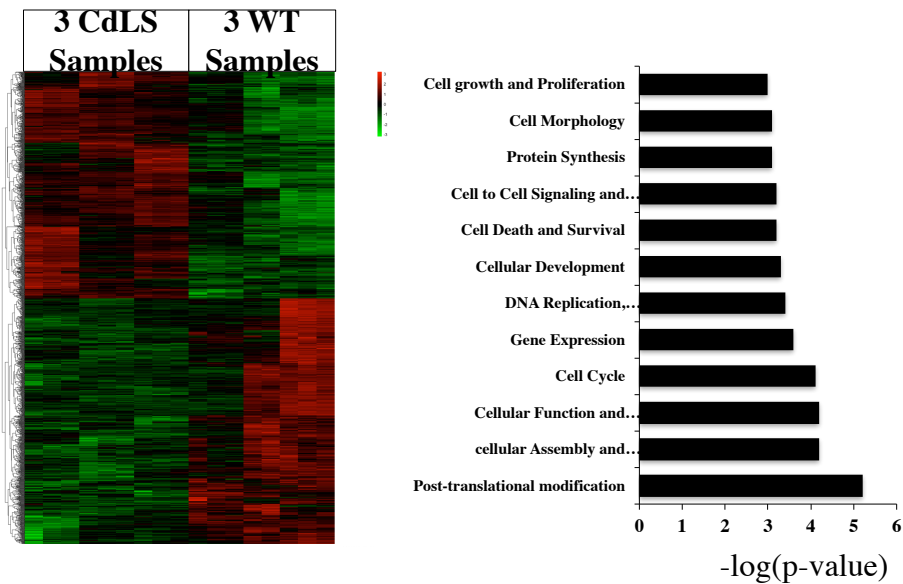 3 CdLS
Samples
3 WT
Samples
Cell growth and Proliferation
Cell Morphology
Protein Synthesis
Cell to Cell Signaling and…
Cell Death and Survival
Cellular Development
DNA Replication,…
Gene Expression
Cell Cycle
Cellular Function and…
cellular Assembly and…
Post-translational modification
0 1 2 3 4 5 6
-log(p-value)